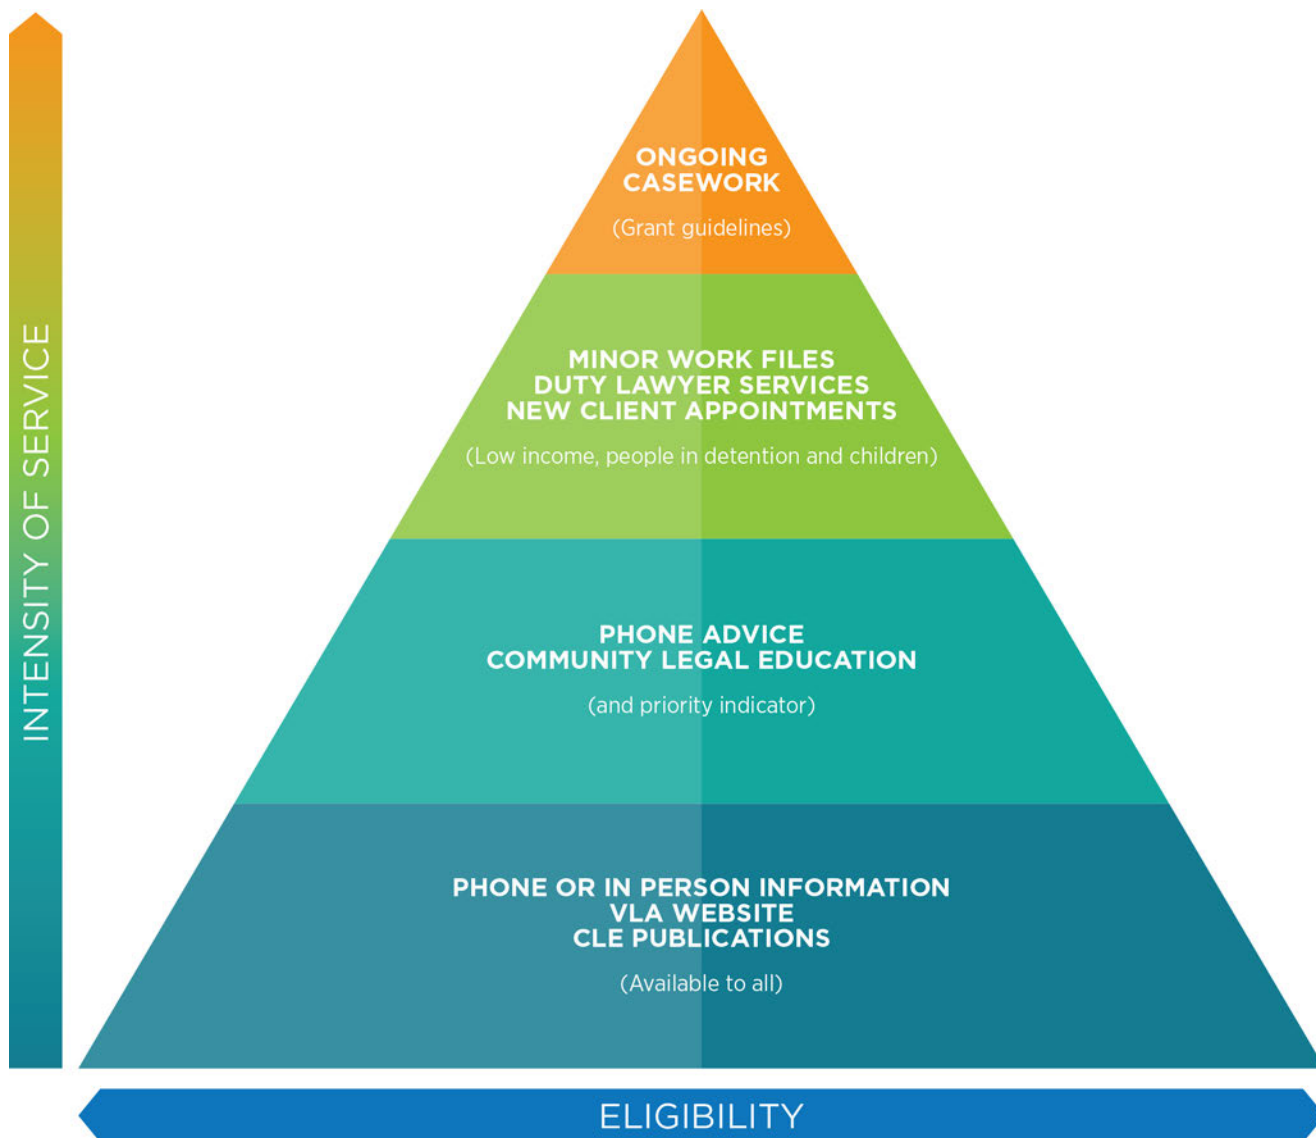 INTENSITY OF SERVICE
ONGOING
CASEWORK
(Grant guidelines)
MINOR WORK FILES
DUTY LAWYER SERVICES
NEW CLIENT APPOINTMENTS
(Low income, people in detention and children)
PHONE ADVICE
COMMUNITY LEGAL EDUCATION
(and priority indicator)
PHONE OR IN PERSON INFORMATION
VLA WEBSITE
CLE PUBLICATIONS
(Available to all)
ELIGIBILITY